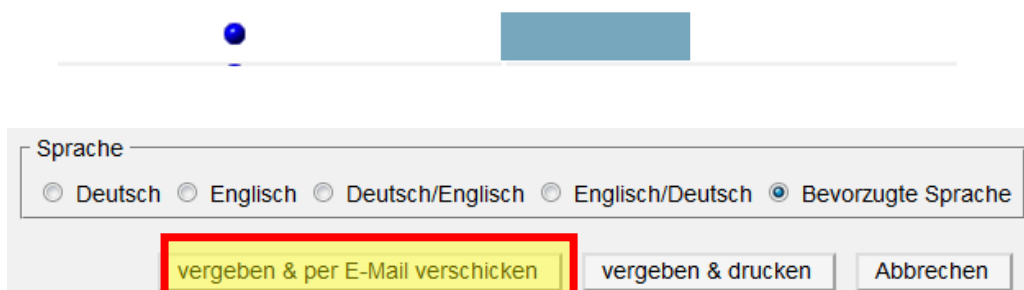 Sprache
Deutsch Englisch Deutsch/Englisch Englisch/Deutsch Bevorzugte Sprache
vergeben & per E-Mail verschicken vergeben & drucken Abbrechen